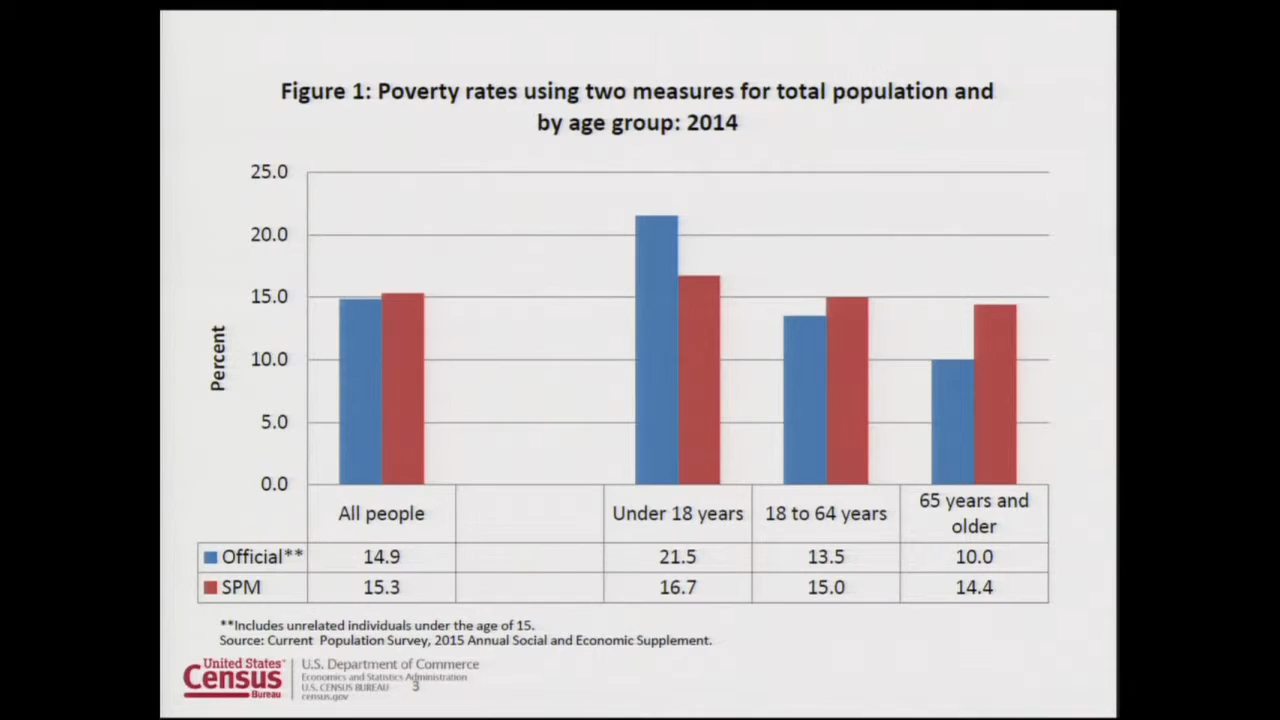 Figure 1: Poverty rates using two measures for total population and
by age group: 2014
25.0
20.0
15.0
10.0
5.0
0.0
Percent
All people
Under 18 years
18 to 64 years
65 years and
older
Official** 14.9 21.5 13.5 10.0
SPM 15.3 16.7 15.0 14.4
**Includes unrelated individuals under the age of 15.
Source: Current Population Survey, 2015 Annual Social and Economic Supplement.
United States®
Census
Bureau
U.S. Department of Commerce
Economics and Statistics Administration
U.S. CENSUS BUREAU
census.gov
3